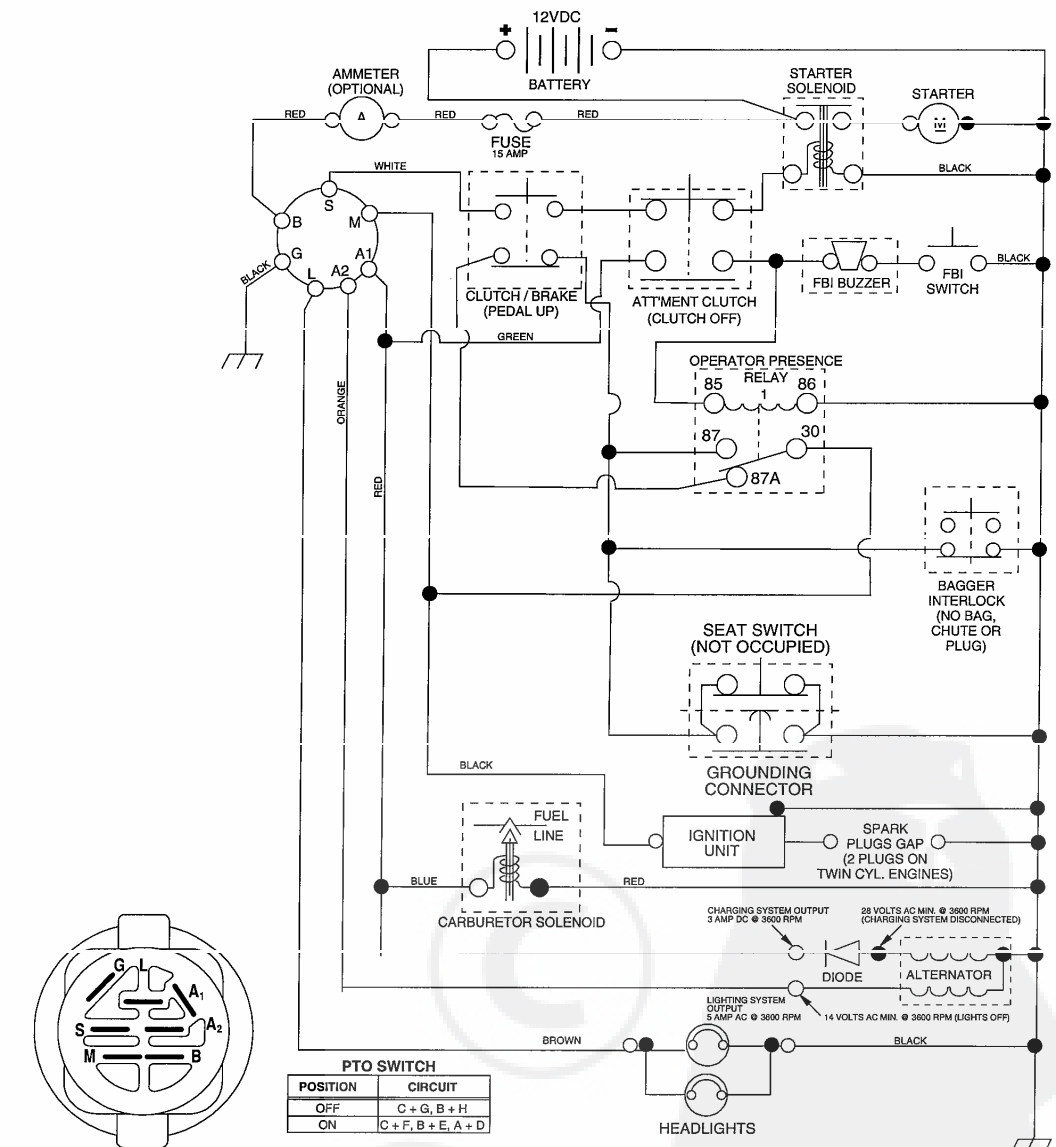 12VDC
+
-
BATTERY
AMMETER
(OPTIONAL)
A
RED
RED
RED
FUSE
15 AMP
STARTER
SOLENOID
STARTER
M
BLACK
WHITE
S
B
M
G
A1
L
A2
BLACK
CLUTCH / BRAKE
(PEDAL UP)
ATT'MENT CLUTCH
(CLUTCH OFF)
FBI BUZZER
FBI
SWITCH
BLACK
GREEN
ORANGE
RED
OPERATOR PRESENCE
RELAY
1
85
86
87
30
87A
BAGGER
INTERLOCK
(NO BAG,
CHUTE OR
PLUG)
SEAT SWITCH
(NOT OCCUPIED)
GROUNDING
CONNECTOR
BLACK
IGNITION
UNIT
SPARK
PLUGS GAP
(2 PLUGS ON
TWIN CYL. ENGINES)
FUEL
LINE
BLUE
RED
CARBURETOR SOLENOID
CHARGING SYSTEM OUTPUT
3 AMP DC @ 3600 RPM
28 VOLTS AC MIN. @ 3600 RPM
(CHARGING SYSTEM DISCONNECTED)
DIODE
ALTERNATOR
LIGHTING SYSTEM
OUTPUT
5 AMP AC @ 3600 RPM
14 VOLTS AC MIN. @ 3600 RPM (LIGHTS OFF)
BROWN
BLACK
HEADLIGHTS
G
L
A1
A2
S
M
B
PTO SWITCH
POSITION CIRCUIT
OFF C + G, B + H
ON C + F, B + E, A + D
©